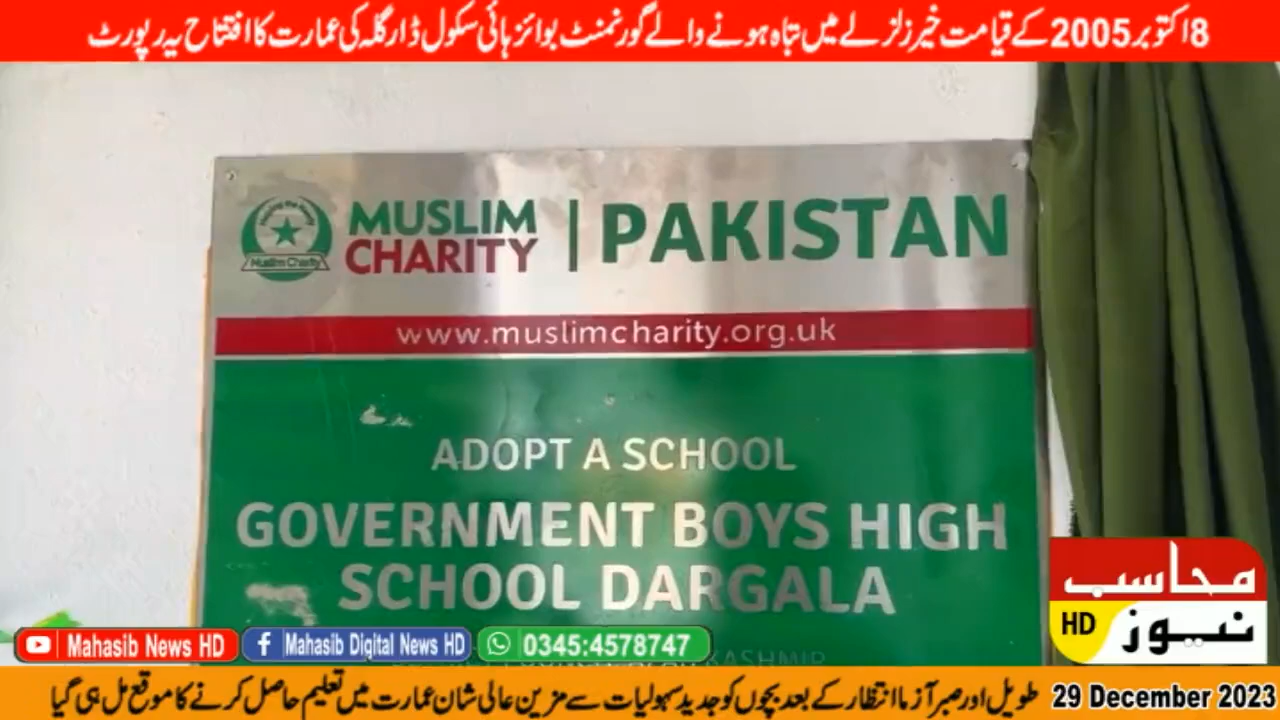 8 اکتوبر 2005 کے قیامت خیز زلزلے میں تباہ ہونے والے گورنمنٹ بوائز ہائی سکول ڈارگلہ کی عمارت کا افتتاح یہ رپورٹ
Muslim Charity
MUSLIM
CHARITY | PAKISTAN
www.muslimcharity.org.uk
ADOPT A SCHOOL
GOVERNMENT BOYS HIGH
SCHOOL DARGALA
KASHMIR
محاسب
نیوز HD
Mahasib News HD
Mahasib Digital News HD
0345:4578747
طویل اور صبر آزما انتظار کے بعد بچوں کو جدید سہولیات سے مزین عالی شان عمارت میں تعلیم حاصل کرنے کا موقع مل ہی گیا
29 December 2023